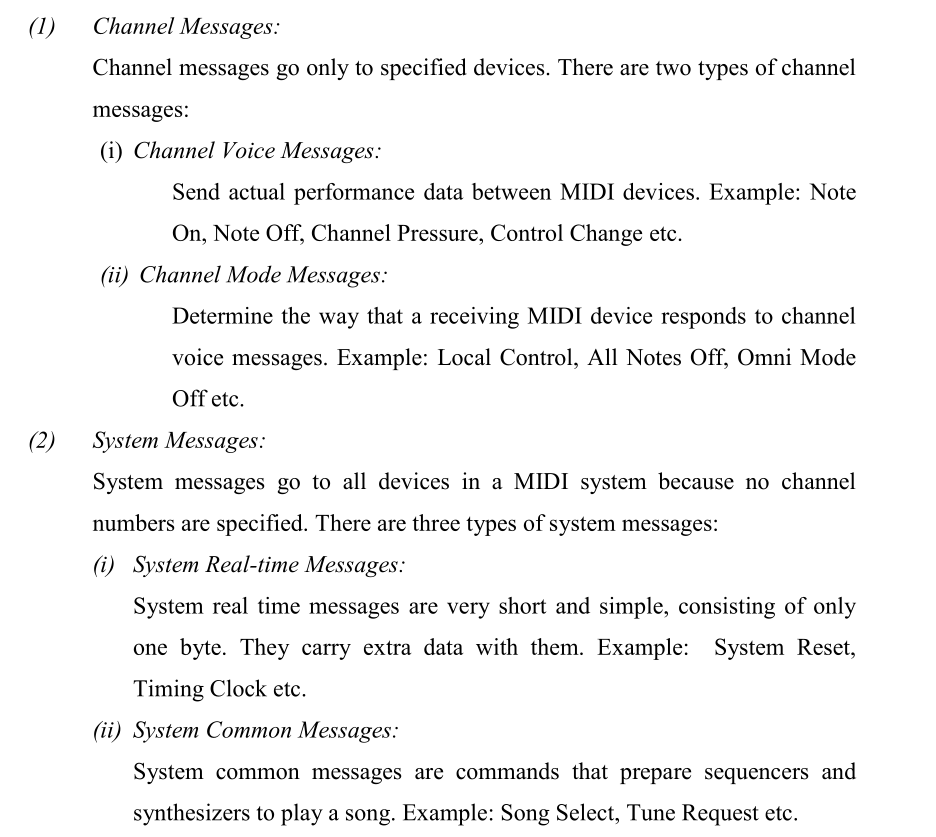 (1) Channel Messages:
Channel messages go only to specified devices. There are two types of channel
messages:
(i) Channel Voice Messages:
Send actual performance data between MIDI devices. Example: Note
On, Note Off, Channel Pressure, Control Change etc.
(ii) Channel Mode Messages:
Determine the way that a receiving MIDI device responds to channel
voice messages. Example: Local Control, All Notes Off, Omni Mode
Off etc.
(2) System Messages:
System messages go to all devices in a MIDI system because no channel
numbers are specified. There are three types of system messages:
(i) System Real-time Messages:
System real time messages are very short and simple, consisting of only
one byte. They carry extra data with them. Example: System Reset,
Timing Clock etc.
(ii) System Common Messages:
System common messages are commands that prepare sequencers and
synthesizers to play a song. Example: Song Select, Tune Request etc.